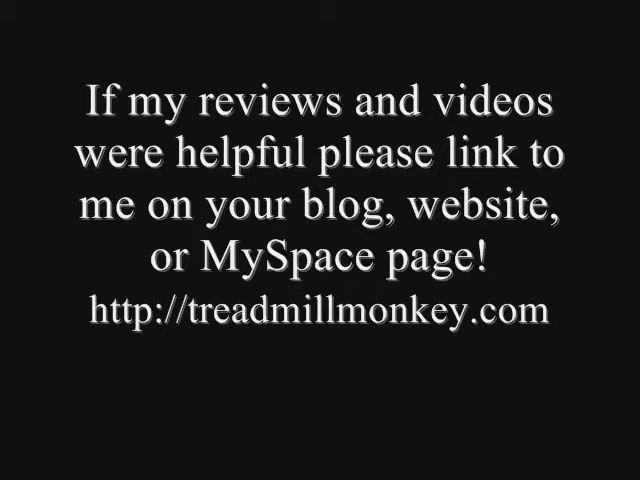 If my reviews and videos
were helpful please link to
me on your blog, website,
or MySpace page!
http://treadmillmonkey.com